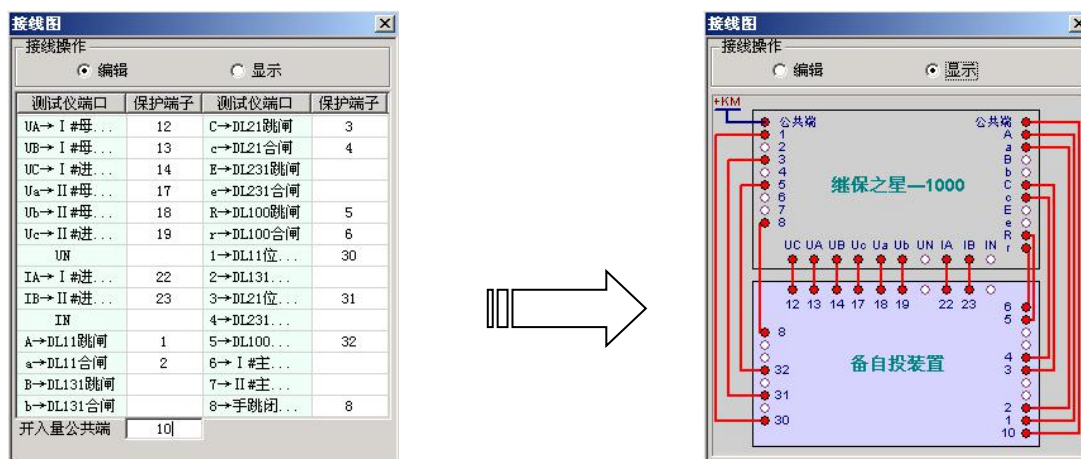 接线图
接线操作
编辑 显示
测试仪端口 保护端子 测试仪端口 保护端子
UA→Ⅰ#母... 12 C→DL21跳闸 3
UB→Ⅰ#母... 13 c→DL21合闸 4
UC→Ⅰ#进... 14 E→DL231跳闸
Ua→Ⅱ#母... 17 e→DL231合闸
Ub→Ⅱ#母... 18 R→DL100跳闸 5
Uc→Ⅱ#进... 19 r→DL100合闸 6
UN 1→DL11位... 30
IA→Ⅰ#进... 22 2→DL131...
IB→Ⅱ#进... 23 3→DL21位... 31
IN 4→DL231...
A→DL11跳闸 1 5→DL100... 32
a→DL11合闸 2 6→Ⅰ#主...
B→DL131跳闸 7→Ⅱ#主...
b→DL131合闸 8→手跳闭... 8
开入量公共端 10
接线图
接线操作
编辑 显示
+KM
公共端 公共端
1 A
2 a
3 B
4 b
5 C
6 c
7 E
8 e
R
r
继保之星—1000
UC UA UB Uc Ua Ub UN IA IB IN
12 13 14 17 18 19 22 23
6
5
8
4
32 3
31
2
30 1
10
备自投装置